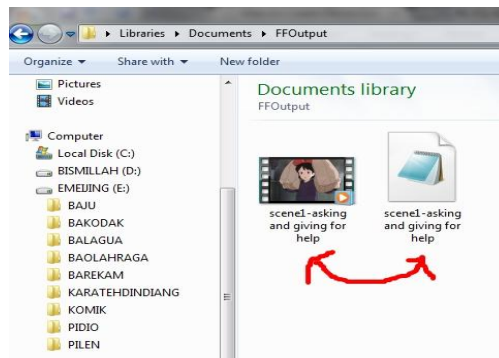 Libraries ▸ Documents ▸ FFOutput
Organize Share with New folder
Pictures
Videos
Computer
Local Disk (C:)
BISMILLAH (D:)
EMEIJING (E:)
BAJU
BAKODAK
BALAGUA
BAOLAHRAGA
BAREKAM
KARATEHDINDIANG
KOMIK
PIDIO
PILEN
Documents library
FFOutput
scene1-asking
and giving for
help
scene1-asking
and giving for
help